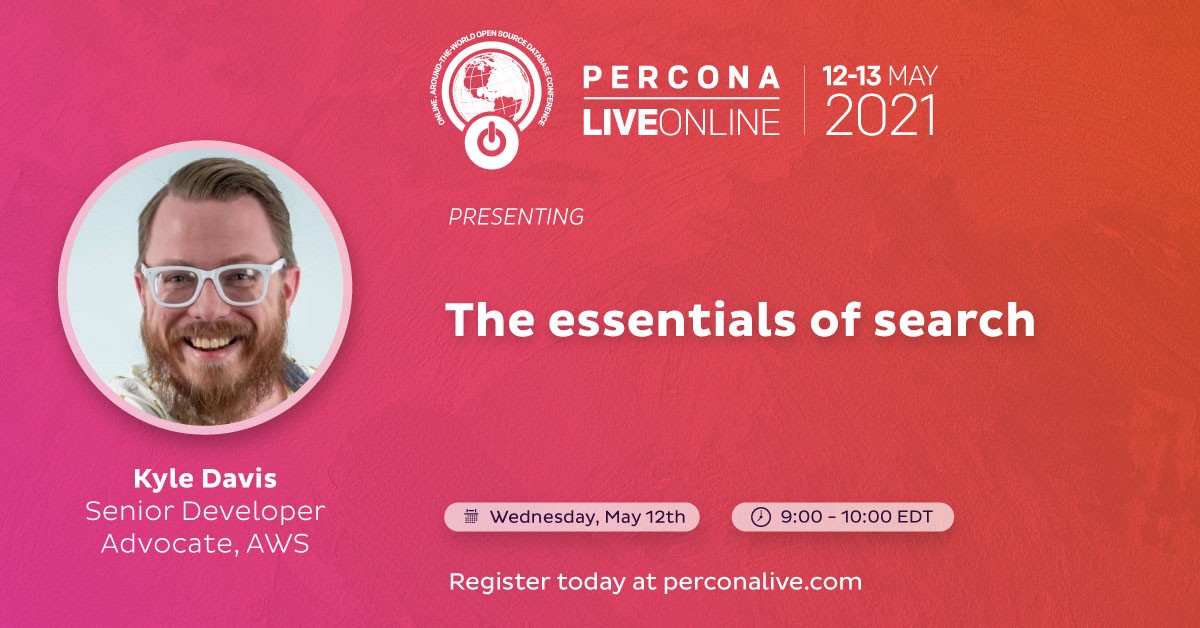 ONLINE, AROUND-THE-WORLD OPEN SOURCE DATABASE CONFERENCE
PERCONA
LIVEONLINE
12-13 MAY
2021
PRESENTING
The essentials of search
Kyle Davis
Senior Developer
Advocate, AWS
Wednesday, May 12th
9:00 - 10:00 EDT
Register today at perconalive.com